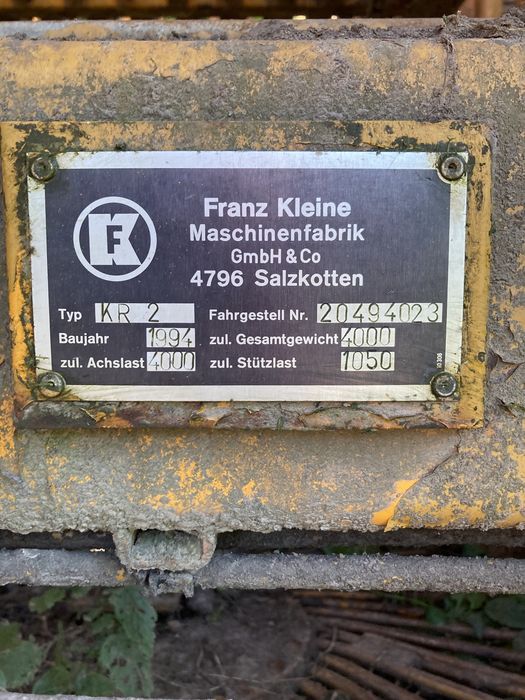 FK
Franz Kleine
Maschinenfabrik
GmbH & Co
4796 Salzkotten
Typ KR 2 Fahrgestell Nr. 20494023
Baujahr 1994 zul. Gesamtgewicht 4000
zul. Achslast 4000 zul. Stützlast 1050